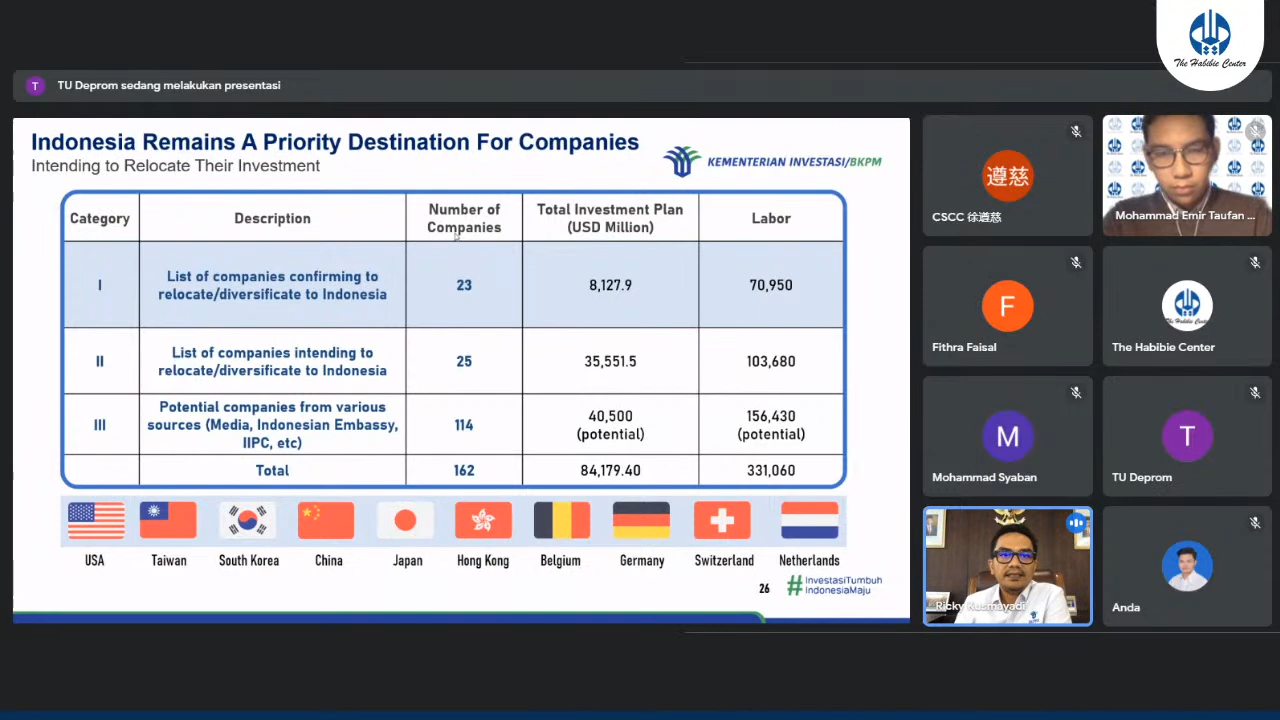 The Habibie Center
T
TU Deprom sedang melakukan presentasi
Indonesia Remains A Priority Destination For Companies
Intending to Relocate Their Investment
KEMENTERIAN INVESTASI/BKPM
Category
Description
Number of
Companies
Total Investment Plan
(USD Million)
Labor
I
List of companies confirming to
relocate/diversificate to Indonesia
23
8,127.9
70,950
II
List of companies intending to
relocate/diversificate to Indonesia
25
35,551.5
103,680
III
Potential companies from various
sources (Media, Indonesian Embassy,
IIPC, etc)
114
40,500
(potential)
156,430
(potential)
Total
162
84,179.40
331,060
USA
Taiwan
South Korea
China
Japan
Hong Kong
Belgium
Germany
Switzerland
Netherlands
26
#InvestasiTumbuh
IndonesiaMaju
遵慈
CSCC 徐遵慈
Mohammad Emir Taufan ...
F
Fithra Faisal
The Habibie Center
The Habibie Center
M
Mohammad Syaban
T
TU Deprom
Ricky Kusmayadi
Anda